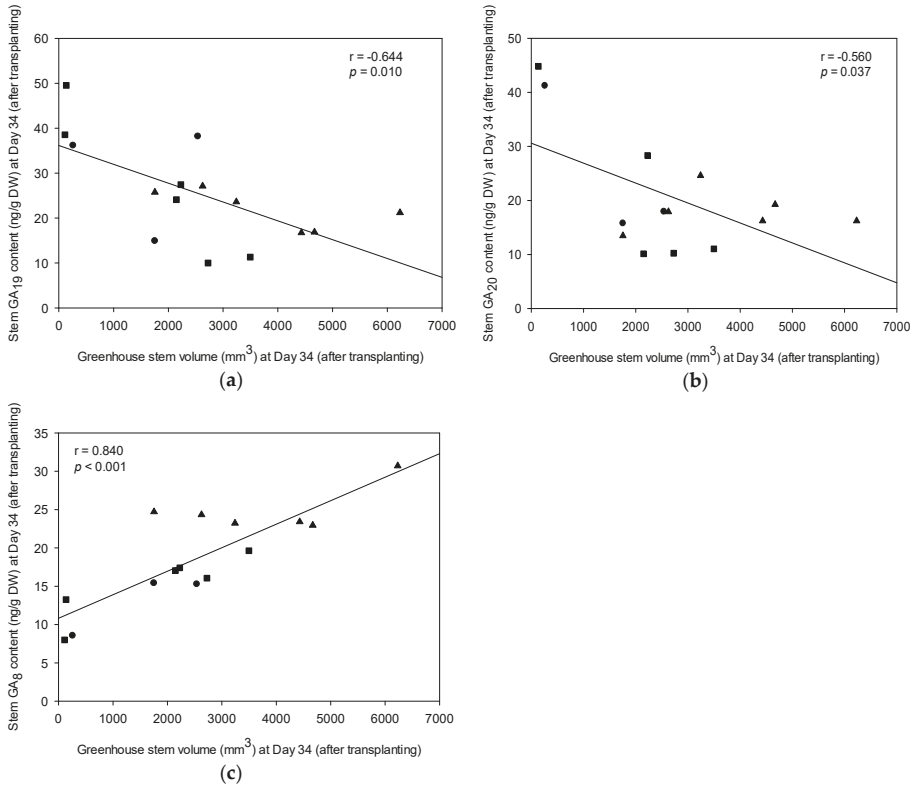 Stem GA19 content (ng/g DW) at Day 34 (after transplanting)
60
50
40
30
20
10
0
r = -0.644
p = 0.010
0 1000 2000 3000 4000 5000 6000 7000
Greenhouse stem volume (mm3) at Day 34 (after transplanting)
(a)
Stem GA20 content (ng/g DW) at Day 34 (after transplanting)
50
40
30
20
10
0
r = -0.560
p = 0.037
0 1000 2000 3000 4000 5000 6000 7000
Greenhouse stem volume (mm3) at Day 34 (after transplanting)
(b)
Stem GA8 content (ng/g DW) at Day 34 (after transplanting)
35
30
25
20
15
10
5
0
r = 0.840
p < 0.001
0 1000 2000 3000 4000 5000 6000 7000
Greenhouse stem volume (mm3) at Day 34 (after transplanting)
(c)